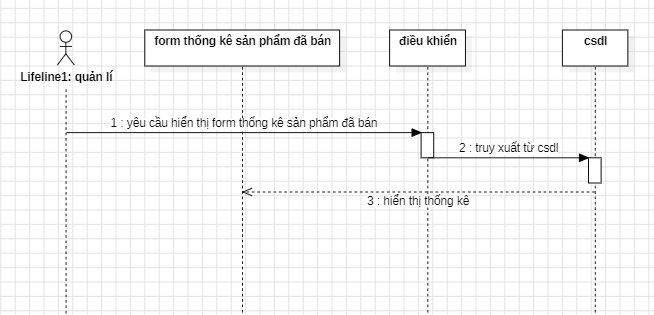 form thống kê sản phẩm đã bán
điều khiển
csdl
Lifeline1: quản lí
1 : yêu cầu hiển thị form thống kê sản phẩm đã bán
2 : truy xuất từ csdl
3 : hiển thị thống kê